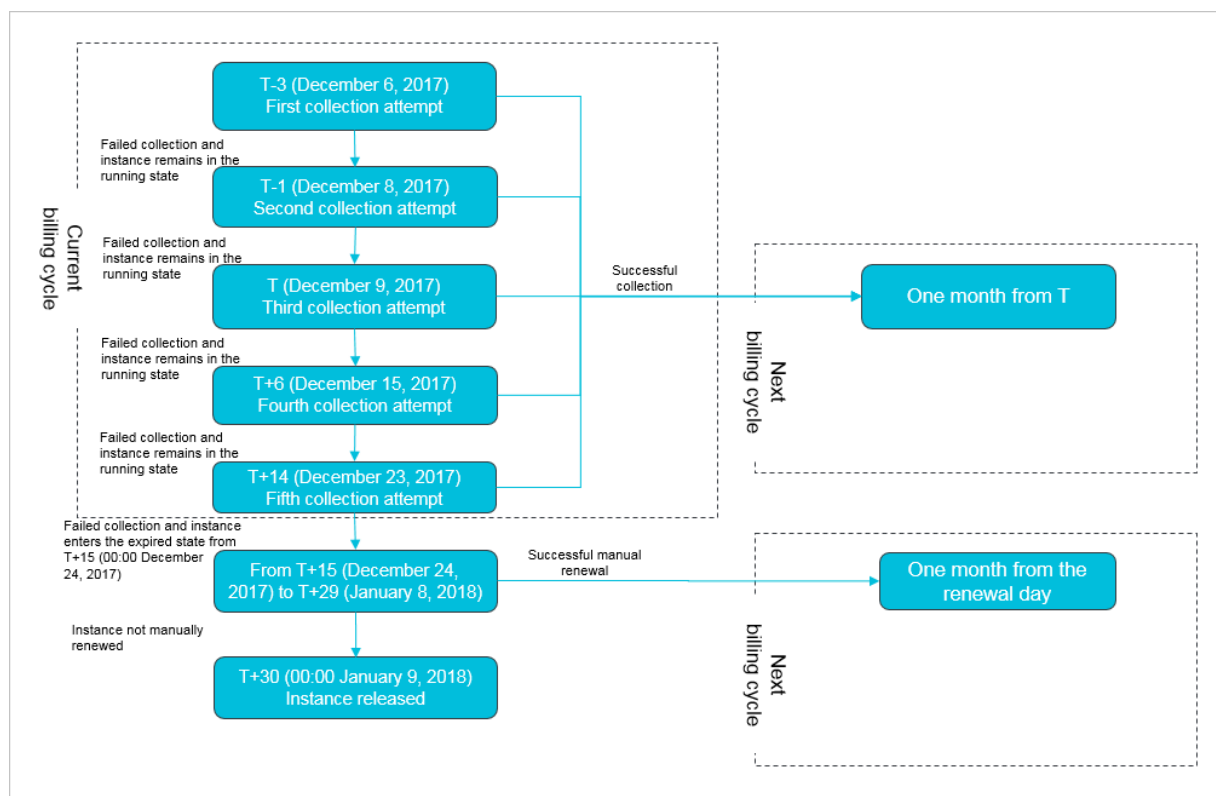 T-3 (December 6, 2017)
First collection attempt
Failed collection and
instance remains in the
running state
T-1 (December 8, 2017)
Second collection attempt
Current
billing cycle
Failed collection and
instance remains in the
running state
T (December 9, 2017)
Third collection attempt
Successful
collection
One month from T
Next
billing cycle
Failed collection and
instance remains in the
running state
T+6 (December 15, 2017)
Fourth collection attempt
Failed collection and
instance remains in the
running state
T+14 (December 23, 2017)
Fifth collection attempt
Failed collection and instance
enters the expired state from
T+15 (00:00 December
24, 2017)
From T+15 (December 24,
2017) to T+29 (January 8, 2018)
Successful manual
renewal
One month from the
renewal day
Next
billing cycle
Instance not manually
renewed
T+30 (00:00 January 9, 2018)
Instance released